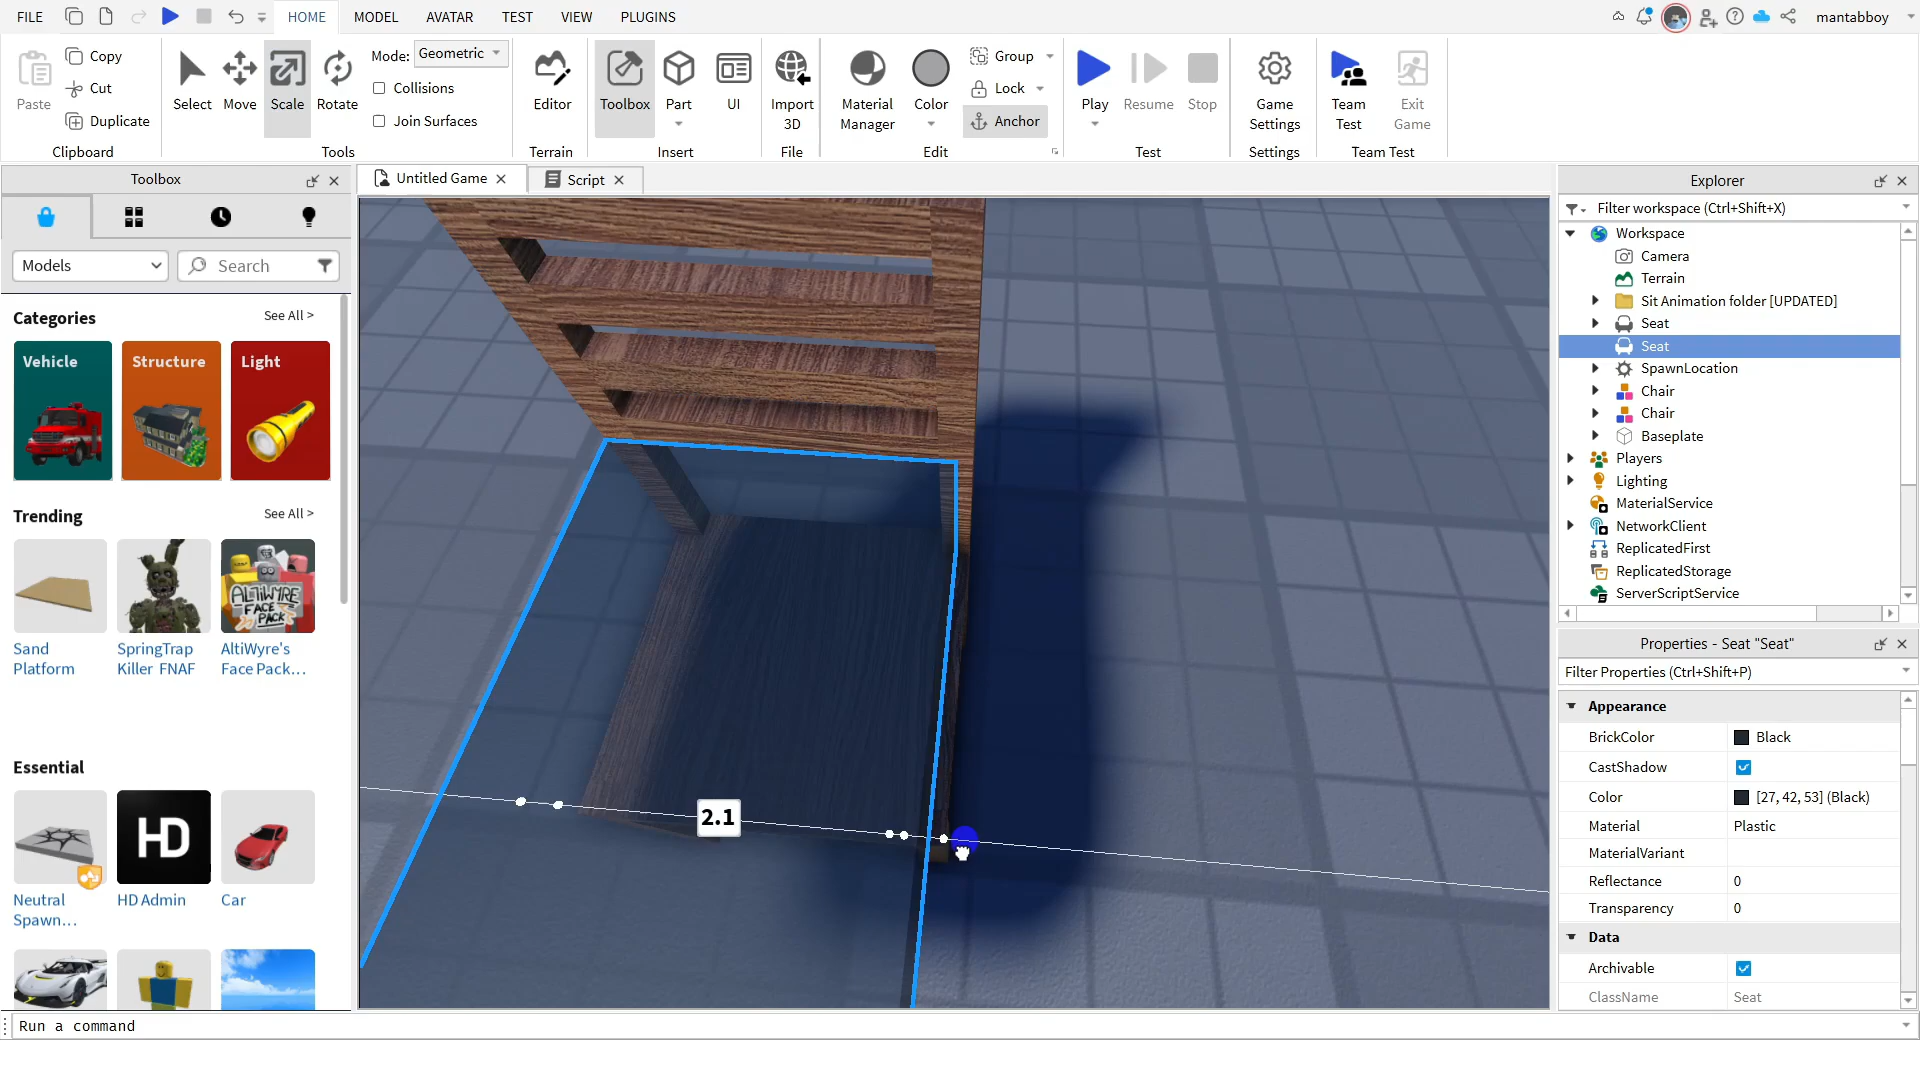 FILE
HOME
MODEL
AVATAR
TEST
VIEW
PLUGINS
mantabboy
Paste
Copy
Cut
Duplicate
Clipboard
Select
Move
Scale
Rotate
Mode: Geometric
Collisions
Join Surfaces
Tools
Editor
Terrain
Toolbox
Part
UI
Insert
Import
3D
File
Material
Manager
Color
Group
Lock
Anchor
Edit
Play
Resume
Stop
Test
Game
Settings
Settings
Team
Test
Exit
Game
Team Test
Toolbox
Untitled Game
Script
Models
Search
Categories
See All >
Vehicle
Structure
Light
Trending
See All >
ALTIWYRE
FACE
PACK
Sand
Platform
SpringTrap
Killer FNAF
AltiWyre's
Face Pack...
Essential
HD
Neutral
Spawn...
HD Admin
Car
2.1
Explorer
Filter workspace (Ctrl+Shift+X)
Workspace
Camera
Terrain
Sit Animation folder [UPDATED]
Seat
Seat
SpawnLocation
Chair
Chair
Baseplate
Players
Lighting
MaterialService
NetworkClient
ReplicatedFirst
ReplicatedStorage
ServerScriptService
Properties - Seat "Seat"
Filter Properties (Ctrl+Shift+P)
Appearance
BrickColor Black
CastShadow
Color [27, 42, 53] (Black)
Material Plastic
MaterialVariant
Reflectance 0
Transparency 0
Data
Archivable
ClassName Seat
Run a command